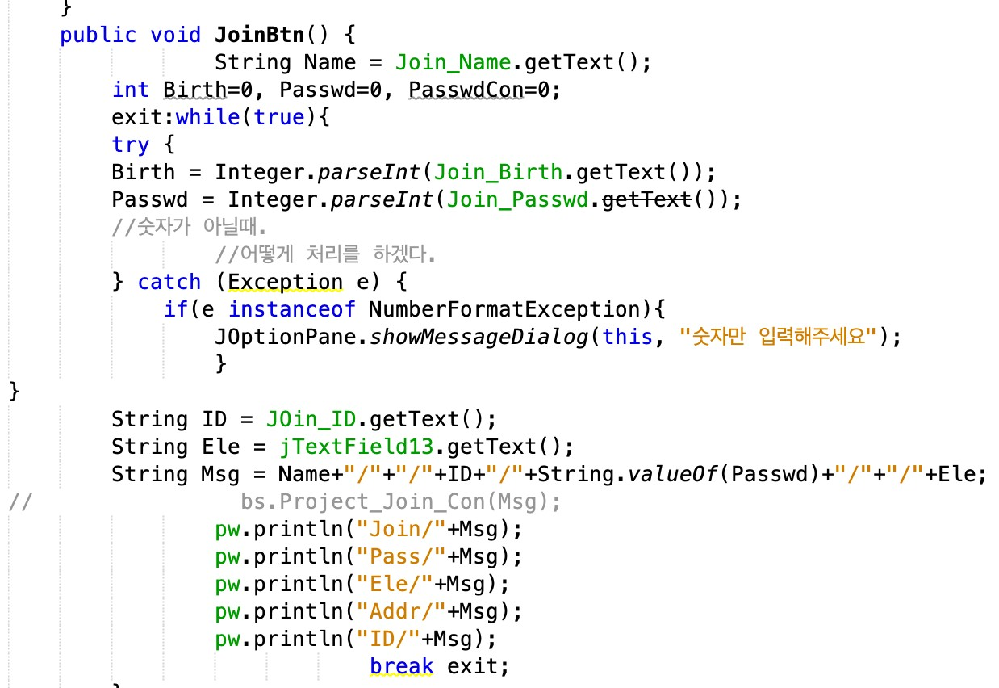 }
public void JoinBtn() {
String Name = Join_Name.getText();
int Birth=0, Passwd=0, PasswdCon=0;
exit:while(true){
try {
Birth = Integer.parseInt(Join_Birth.getText());
Passwd = Integer.parseInt(Join_Passwd.getText());
//숫자가 아닐때.
//어떻게 처리를 하겠다.
} catch (Exception e) {
if(e instanceof NumberFormatException){
JOptionPane.showMessageDialog(this, "숫자만 입력해주세요");
}
}
String ID = JOin_ID.getText();
String Ele = jTextField13.getText();
String Msg = Name+"/"+"/"+ID+"/"+String.valueOf(Passwd)+"/"+"/"+Ele;
// bs.Project_Join_Con(Msg);
pw.println("Join/"+Msg);
pw.println("Pass/"+Msg);
pw.println("Ele/"+Msg);
pw.println("Addr/"+Msg);
pw.println("ID/"+Msg);
break exit;
}